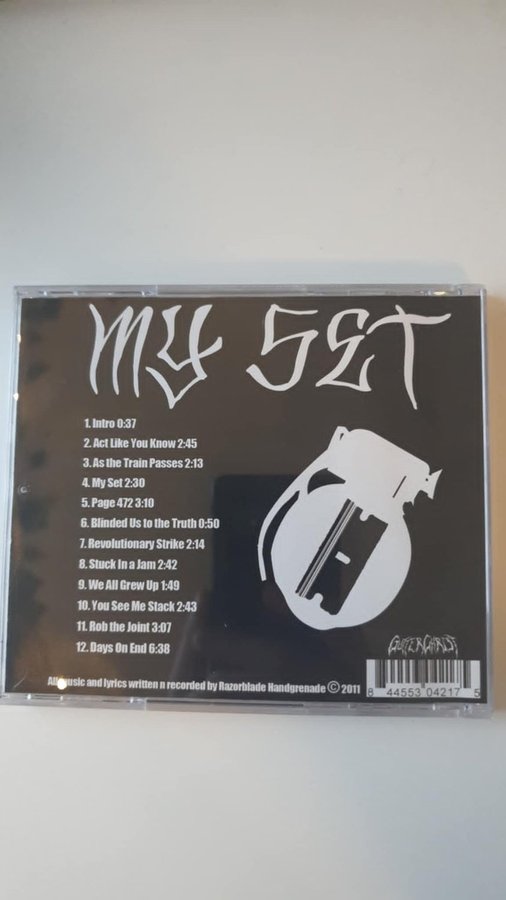 MY SET
1. Intro 0:37
2. Act Like You Know 2:45
3. As the Train Passes 2:13
4. My Set 2:30
5. Page 472 3:10
6. Blinded Us to the Truth 0:50
7. Revolutionary Strike 2:14
8. Stuck In a Jam 2:42
9. We All Grew Up 1:49
10. You See Me Stack 2:43
11. Rob the Joint 3:07
12. Days On End 6:38
GUTTERCHRIST
All music and lyrics written n recorded by Razorblade Handgrenade © 2011
8 44553 04217 5